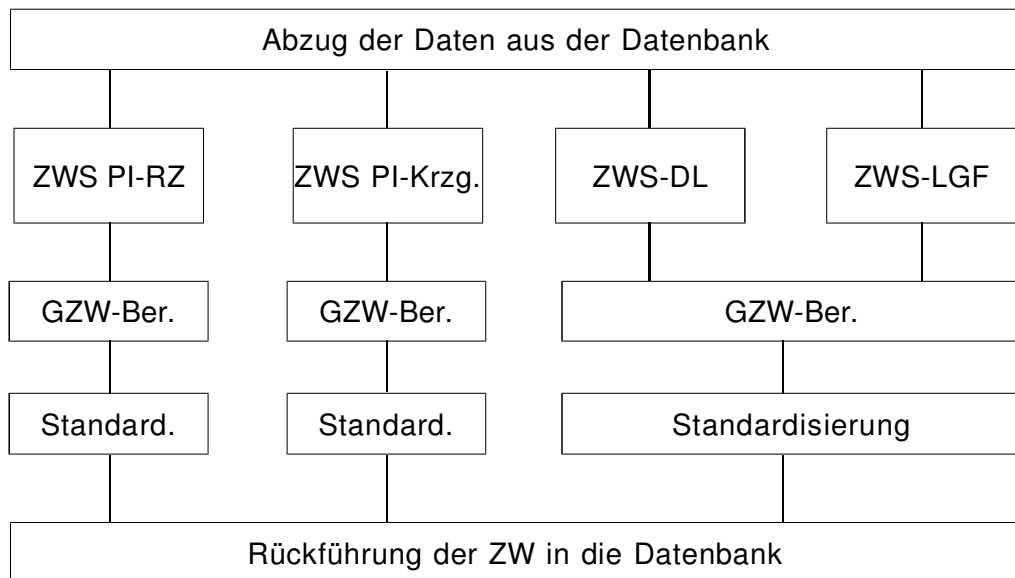 Abzug der Daten aus der Datenbank
ZWS PI-RZ
ZWS PI-Krzg.
ZWS-DL
ZWS-LGF
GZW-Ber.
GZW-Ber.
GZW-Ber.
Standard.
Standard.
Standardisierung
Rückführung der ZW in die Datenbank